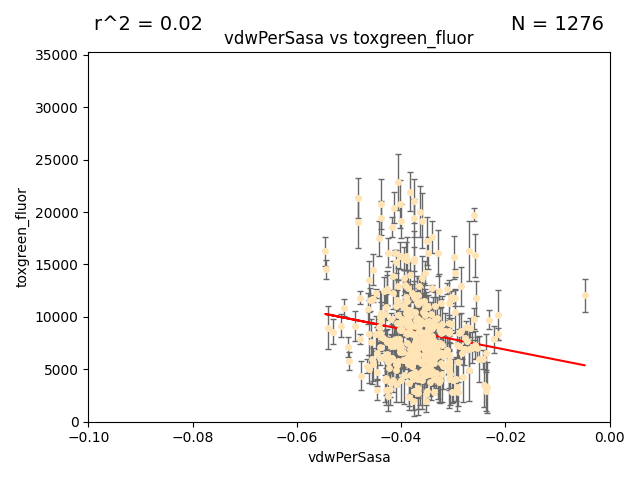 r^2 = 0.02
N = 1276
vdwPerSasa vs toxgreen_fluor
35000
30000
25000
20000
15000
10000
5000
0
toxgreen_fluor
−0.10
−0.08
−0.06
−0.04
−0.02
0.00
vdwPerSasa